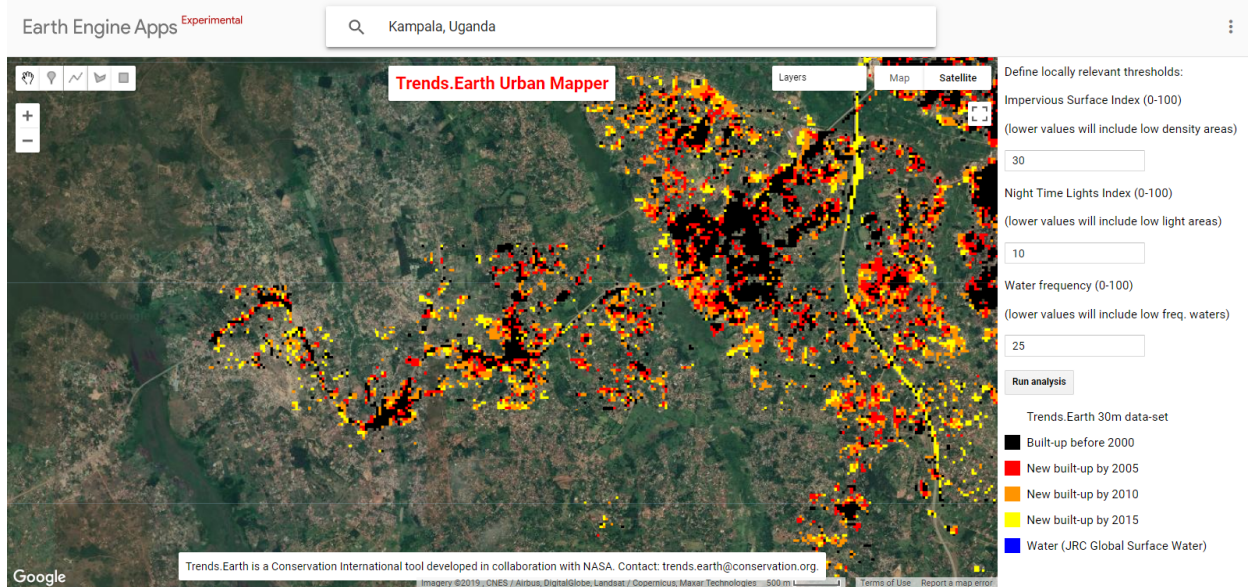 Earth Engine Apps Experimental
Kampala, Uganda
Trends.Earth Urban Mapper
Layers
Map
Satellite
+
−
Define locally relevant thresholds:
Impervious Surface Index (0-100)
(lower values will include low density areas)
30
Night Time Lights Index (0-100)
(lower values will include low light areas)
10
Water frequency (0-100)
(lower values will include low freq. waters)
25
Run analysis
Trends.Earth 30m data-set
Built-up before 2000
New built-up by 2005
New built-up by 2010
New built-up by 2015
Water (JRC Global Surface Water)
Trends.Earth is a Conservation International tool developed in collaboration with NASA. Contact: trends.earth@conservation.org.
Google
Imagery ©2019 , CNES / Airbus, DigitalGlobe, Landsat / Copernicus, Maxar Technologies
500 m
Terms of Use
Report a map error